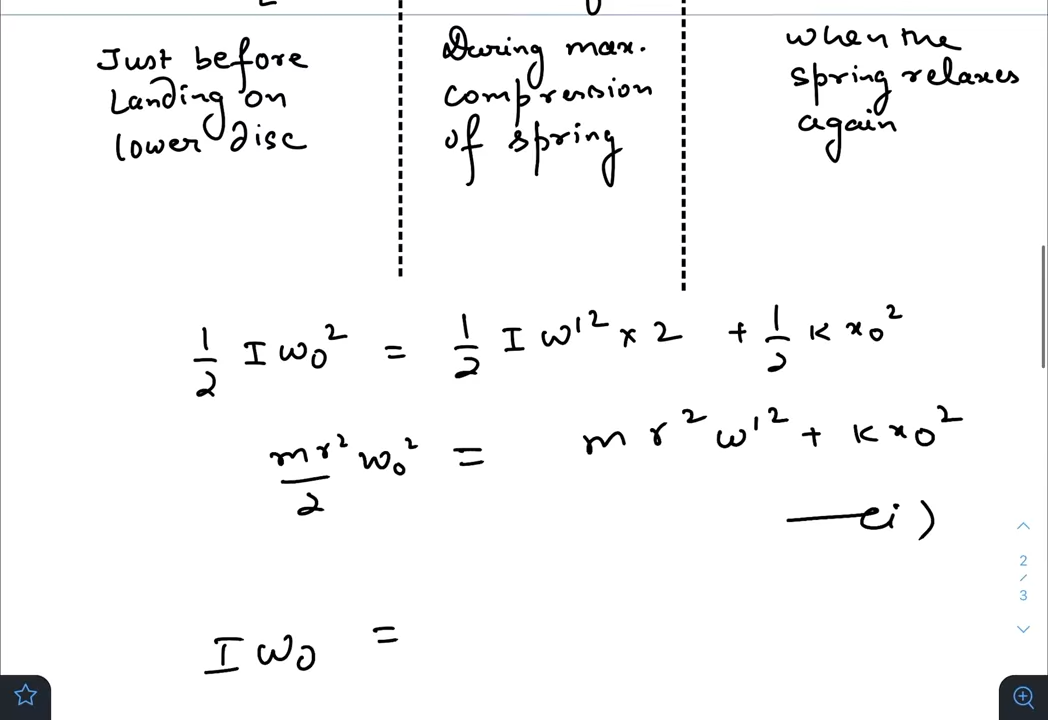 Just before
Landing on
lower disc
During max.
compression
of spring
when the
spring relaxes
again
1/2 I ω₀² = 1/2 I ω'² × 2 + 1/2 K x₀²
mr²/2 ω₀² = m r² ω'² + K x₀²
—(i)
I ω₀ =
2
/
3